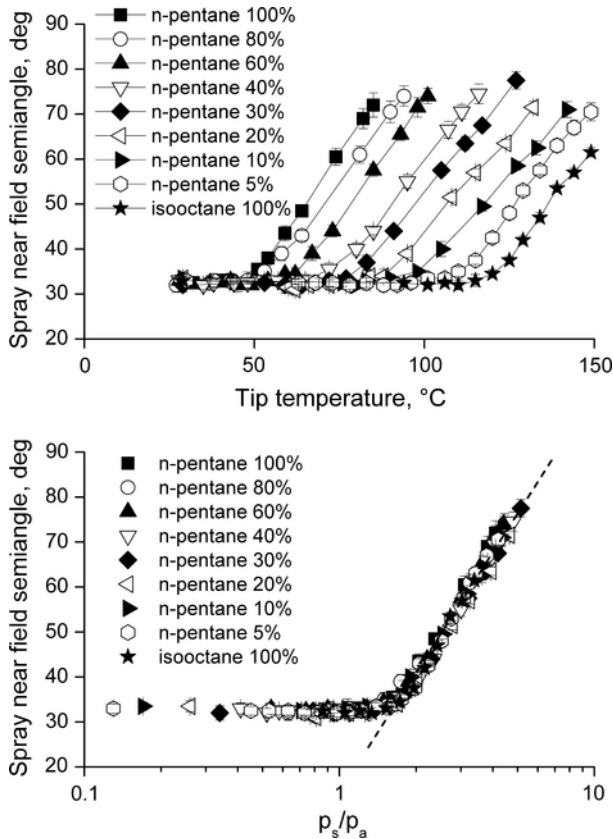 90
80
70
60
50
40
30
20
Spray near field semiangle, deg
n-pentane 100%
n-pentane 80%
n-pentane 60%
n-pentane 40%
n-pentane 30%
n-pentane 20%
n-pentane 10%
n-pentane 5%
isooctane 100%
0 50 100 150
Tip temperature, °C
90
80
70
60
50
40
30
20
Spray near field semiangle, deg
n-pentane 100%
n-pentane 80%
n-pentane 60%
n-pentane 40%
n-pentane 30%
n-pentane 20%
n-pentane 10%
n-pentane 5%
isooctane 100%
0.1 1 10
pₛ/pₐ